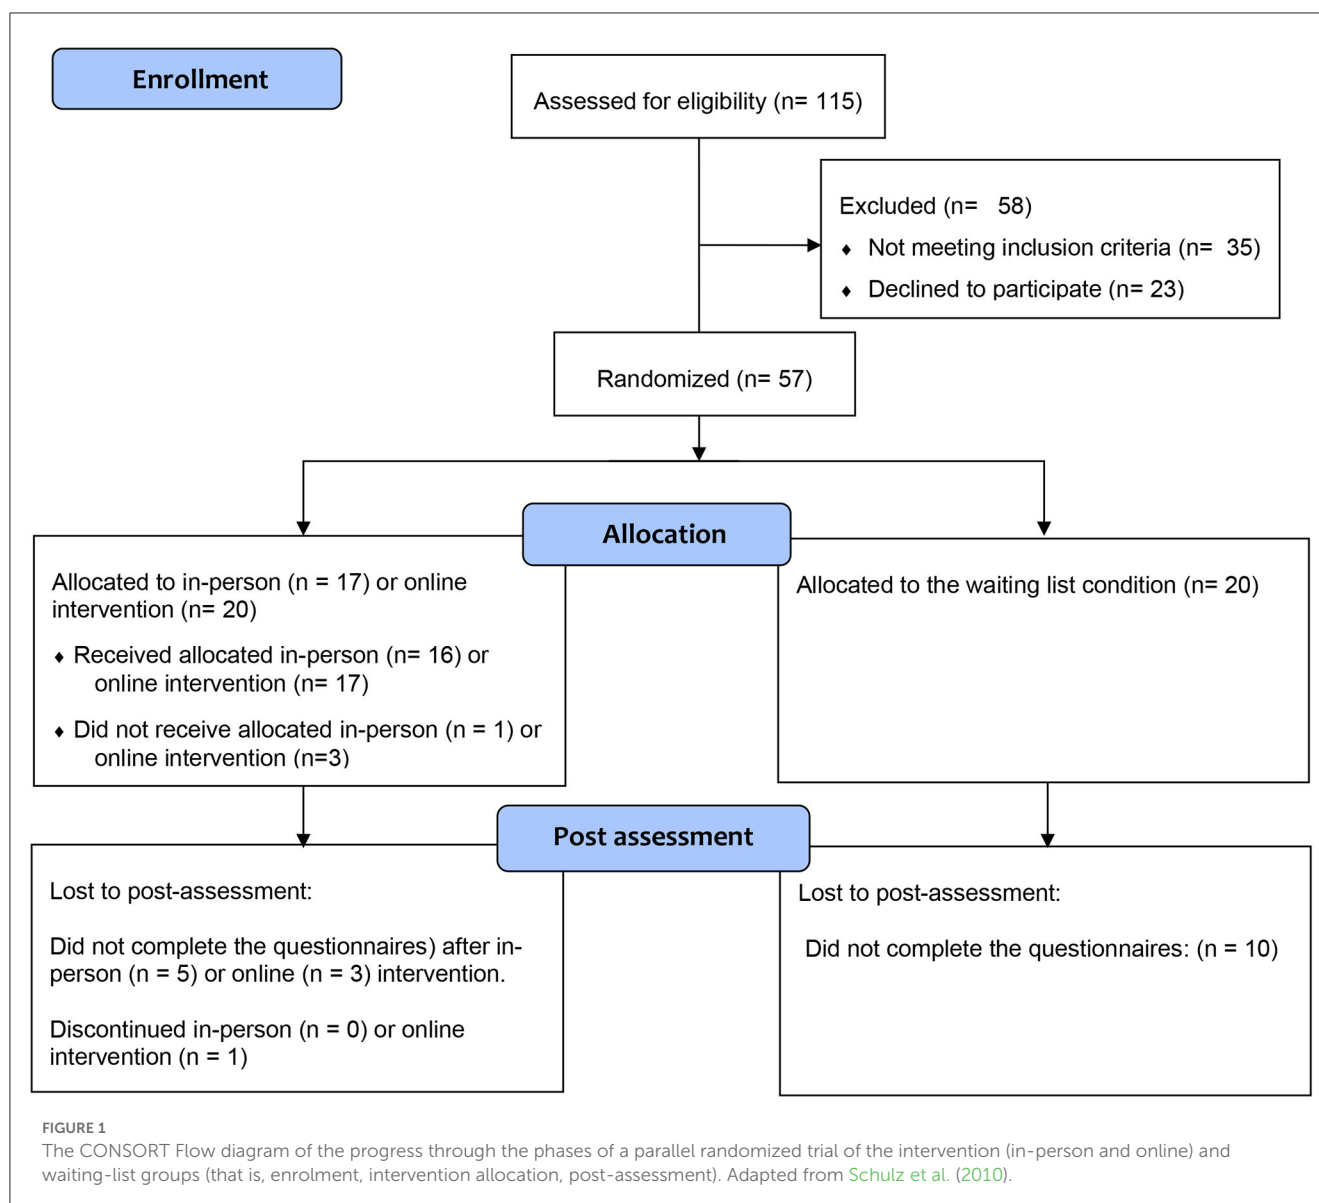 Enrollment
Assessed for eligibility (n= 115)
Excluded (n=   58)
♦ Not meeting inclusion criteria (n=  35)
♦ Declined to participate (n= 23)
Randomized (n= 57)
Allocation
Allocated to in-person (n = 17) or online
intervention (n= 20)
♦ Received allocated in-person (n= 16) or
online intervention (n= 17)
♦ Did not receive allocated in-person (n = 1) or
online intervention (n=3)
Allocated to the waiting list condition (n= 20)
Post assessment
Lost to post-assessment:
Did not complete the questionnaires) after in-
person (n = 5) or online (n = 3) intervention.
Discontinued in-person (n = 0) or online
intervention (n = 1)
Lost to post-assessment:
Did not complete the questionnaires: (n = 10)
FIGURE 1
The CONSORT Flow diagram of the progress through the phases of a parallel randomized trial of the intervention (in-person and online) and
waiting-list groups (that is, enrolment, intervention allocation, post-assessment). Adapted from Schulz et al. (2010).